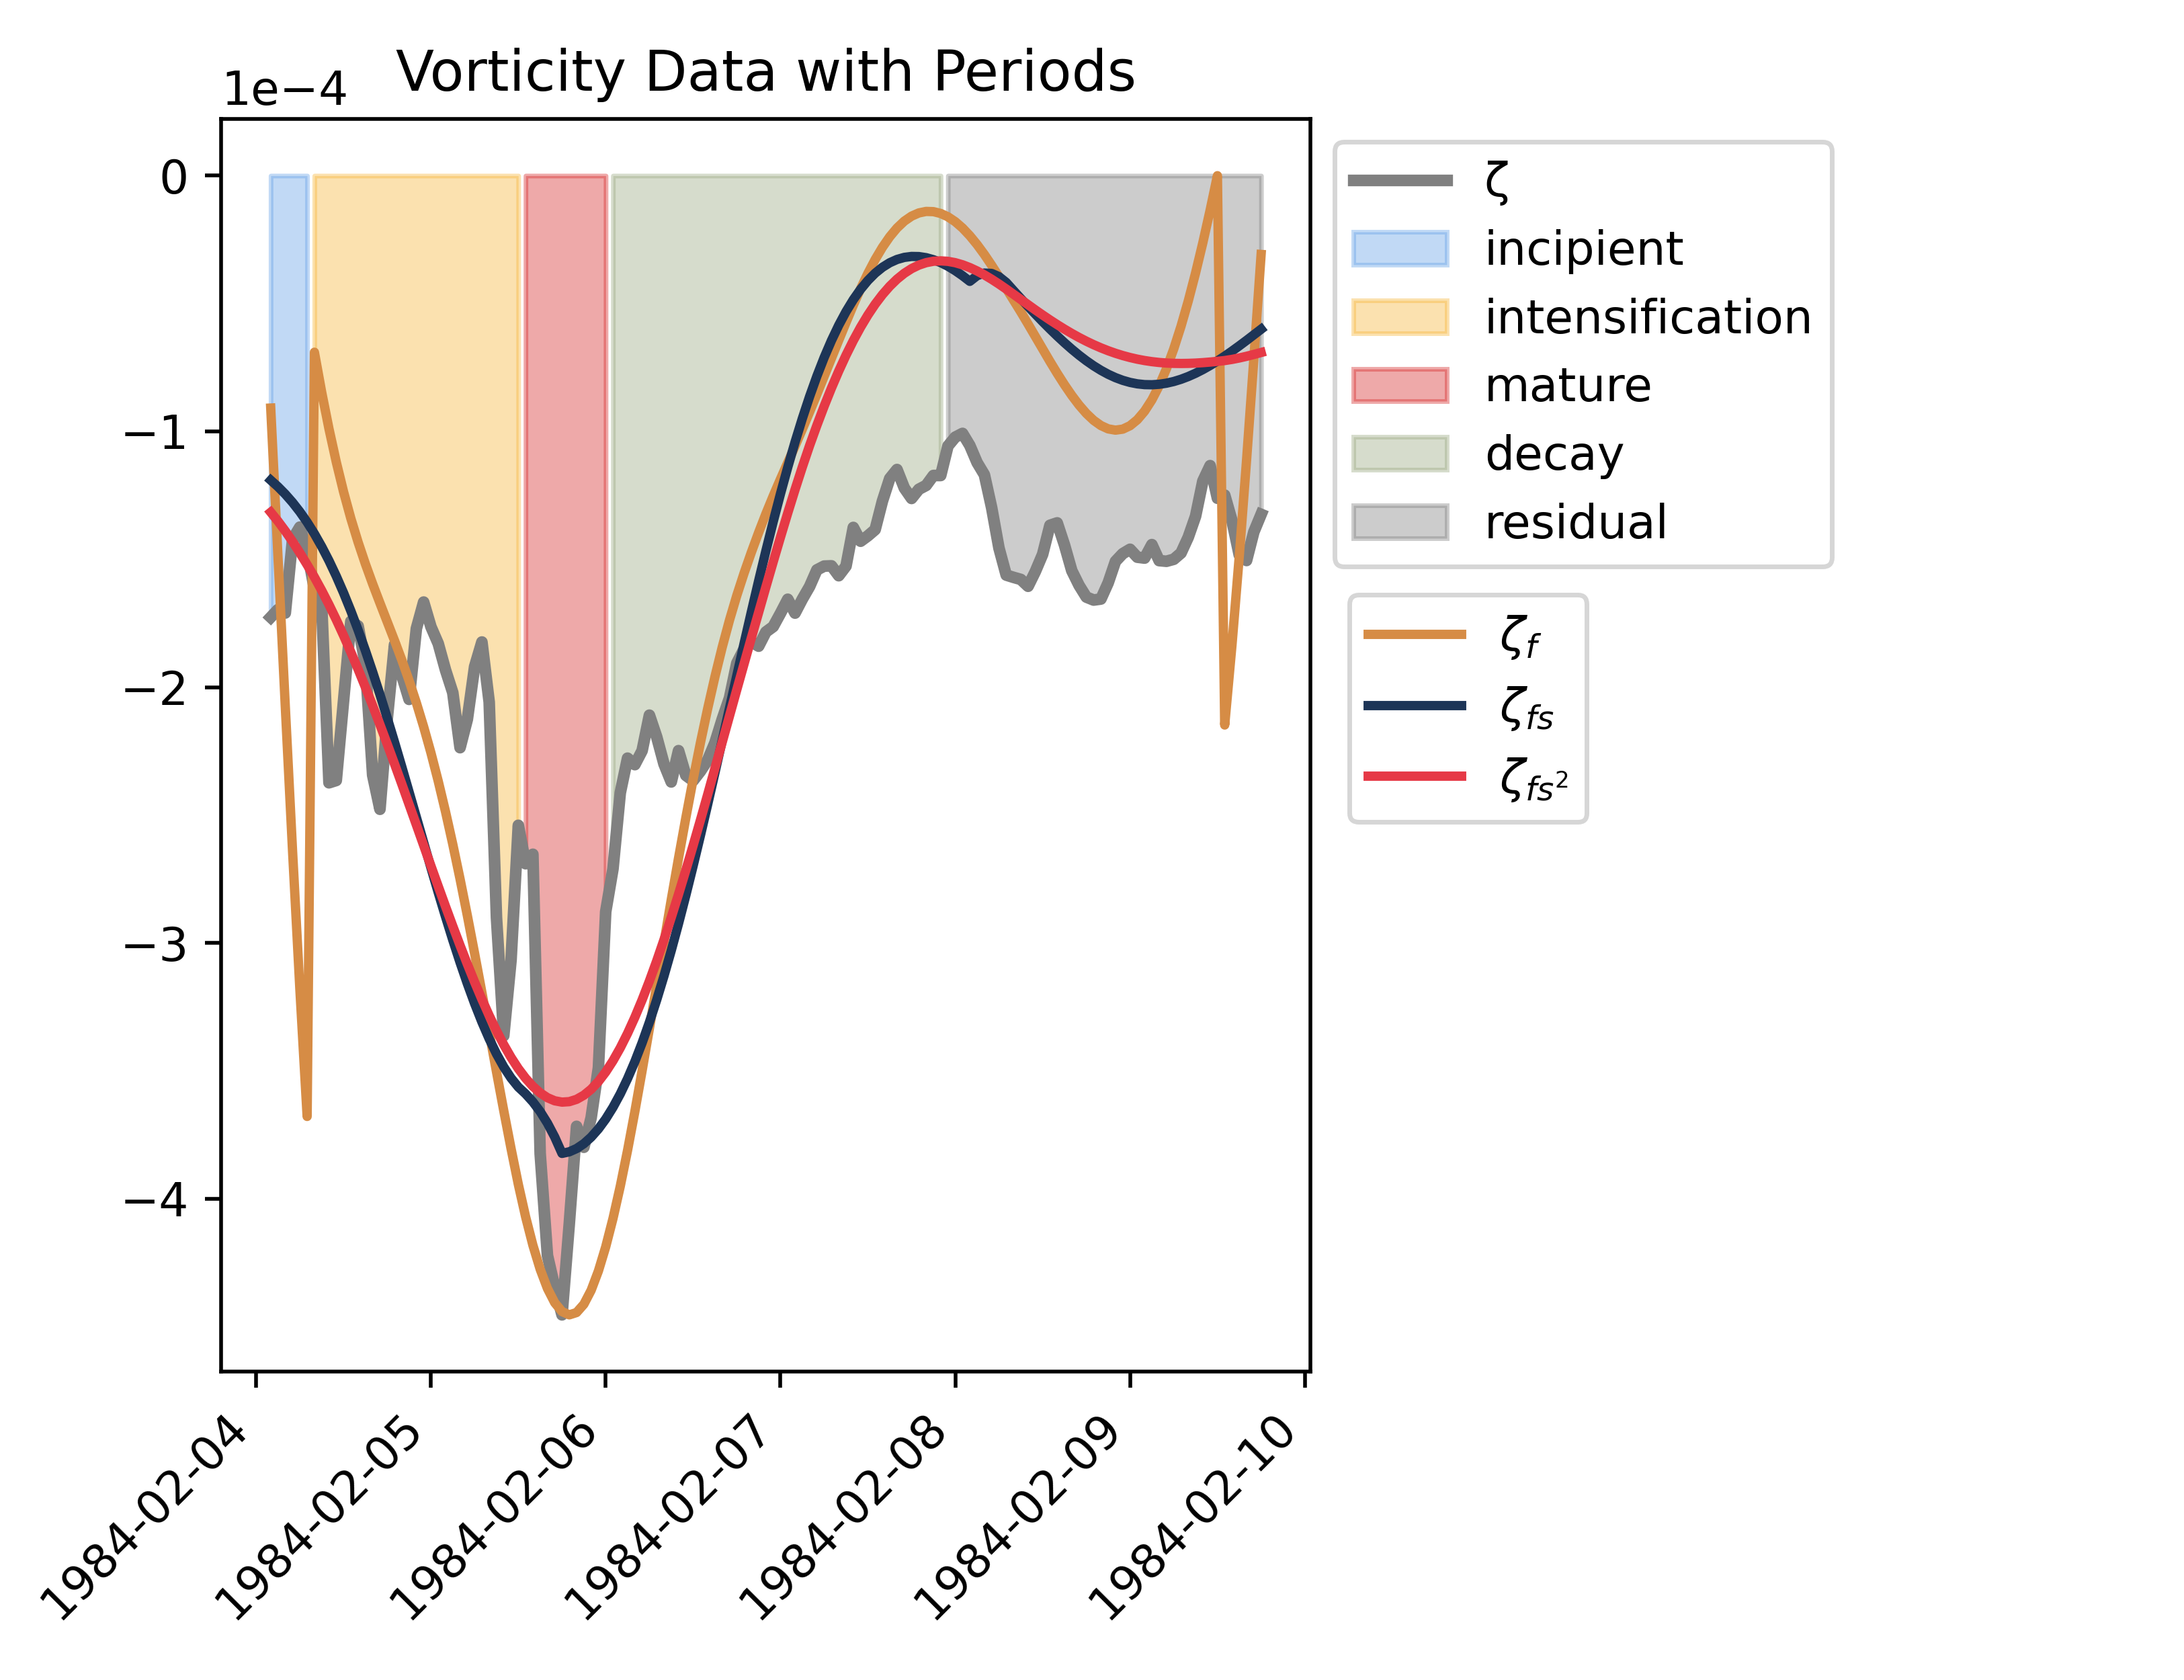 Vorticity Data with Periods
1e−4
0
−1
−2
−3
−4
1984-02-04
1984-02-05
1984-02-06
1984-02-07
1984-02-08
1984-02-09
1984-02-10
ζ
incipient
intensification
mature
decay
residual
ζf
ζfs
ζfs²